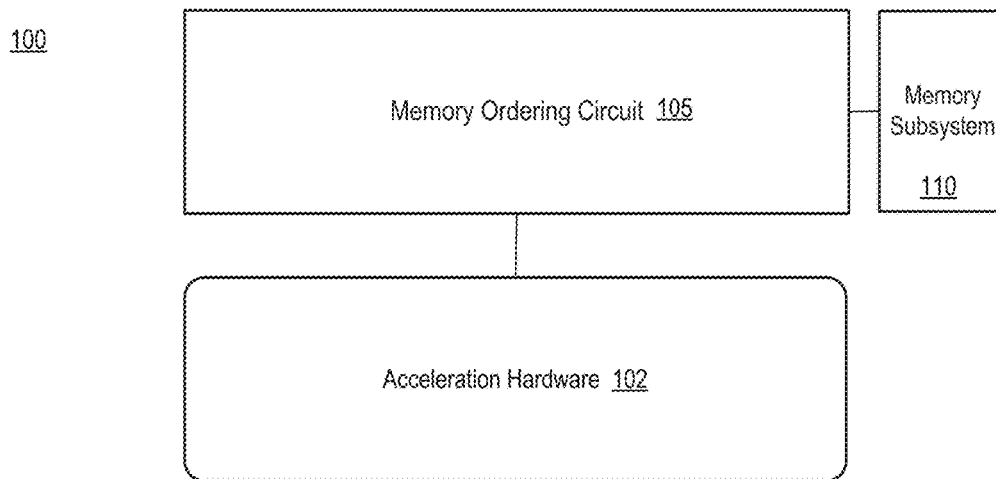 100
Memory Ordering Circuit 105
Memory
Subsystem
110
Acceleration Hardware 102